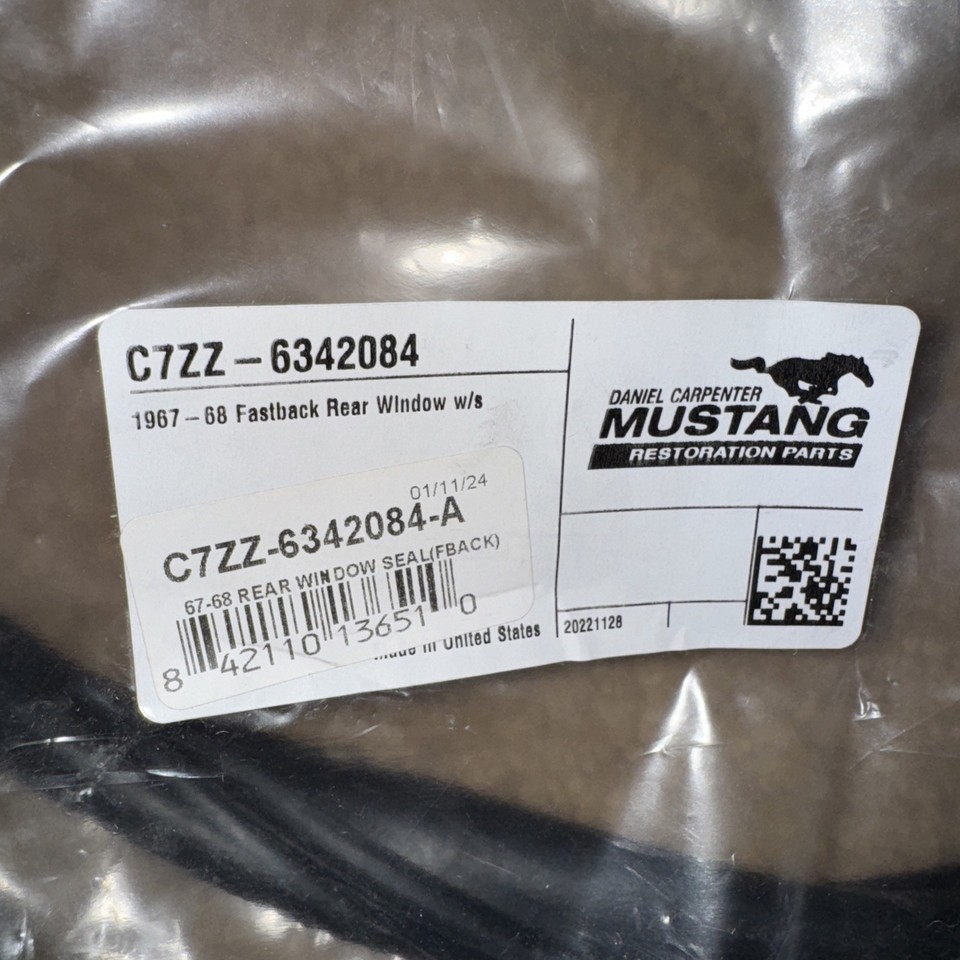 C7ZZ - 6342084
1967 - 68 Fastback Rear Window w/s
DANIEL CARPENTER
MUSTANG
RESTORATION PARTS
01/11/24
C7ZZ-6342084-A
67-68 REAR WINDOW SEAL(FBACK)
8 42110 13651 0
Made in United States
20221128